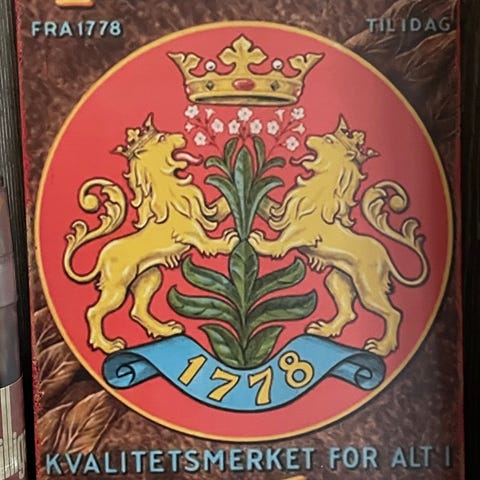 FRA 1778
TIL IDAG
1778
KVALITETSMERKET FOR ALT I